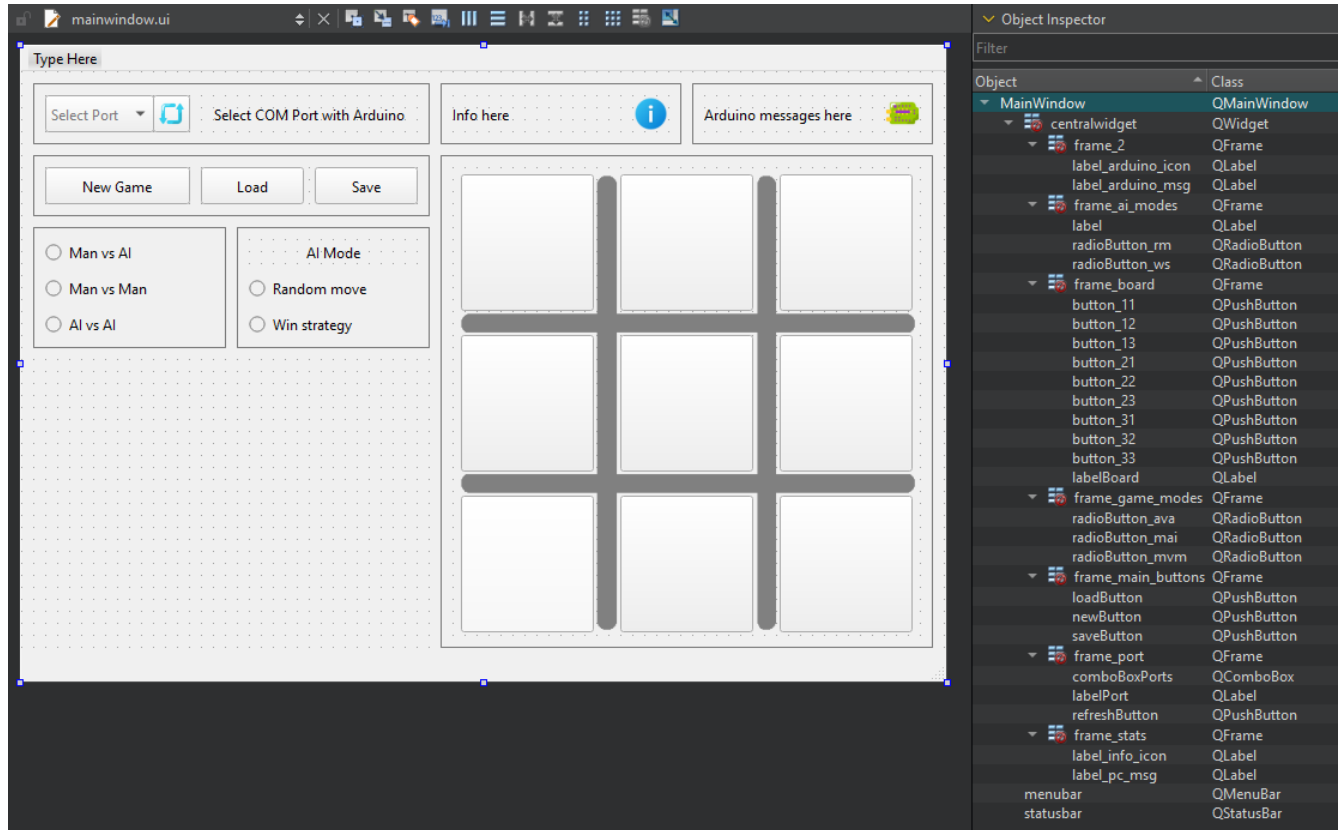 mainwindow.ui
Type Here
Select Port
Select COM Port with Arduino
Info here
Arduino messages here
New Game
Load
Save
Man vs AI
Man vs Man
AI vs AI
AI Mode
Random move
Win strategy
Object Inspector
Filter
Object Class
MainWindow QMainWindow
centralwidget QWidget
frame_2 QFrame
label_arduino_icon QLabel
label_arduino_msg QLabel
frame_ai_modes QFrame
label QLabel
radioButton_rm QRadioButton
radioButton_ws QRadioButton
frame_board QFrame
button_11 QPushButton
button_12 QPushButton
button_13 QPushButton
button_21 QPushButton
button_22 QPushButton
button_23 QPushButton
button_31 QPushButton
button_32 QPushButton
button_33 QPushButton
labelBoard QLabel
frame_game_modes QFrame
radioButton_ava QRadioButton
radioButton_mai QRadioButton
radioButton_mvm QRadioButton
frame_main_buttons QFrame
loadButton QPushButton
newButton QPushButton
saveButton QPushButton
frame_port QFrame
comboBoxPorts QComboBox
labelPort QLabel
refreshButton QPushButton
frame_stats QFrame
label_info_icon QLabel
label_pc_msg QLabel
menubar QMenuBar
statusbar QStatusBar